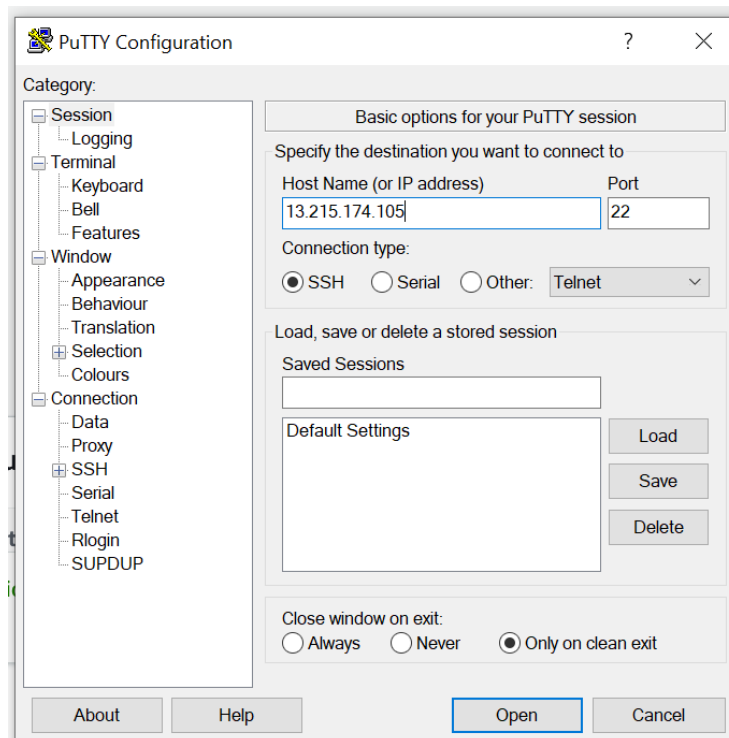 PuTTY Configuration
?
Category:
Session
Logging
Terminal
Keyboard
Bell
Features
Window
Appearance
Behaviour
Translation
Selection
Colours
Connection
Data
Proxy
SSH
Serial
Telnet
Rlogin
SUPDUP
Basic options for your PuTTY session
Specify the destination you want to connect to
Host Name (or IP address) Port
13.215.174.105 22
Connection type:
SSH Serial Other: Telnet
Load, save or delete a stored session
Saved Sessions
Default Settings
Load
Save
Delete
Close window on exit:
Always Never Only on clean exit
About Help Open Cancel